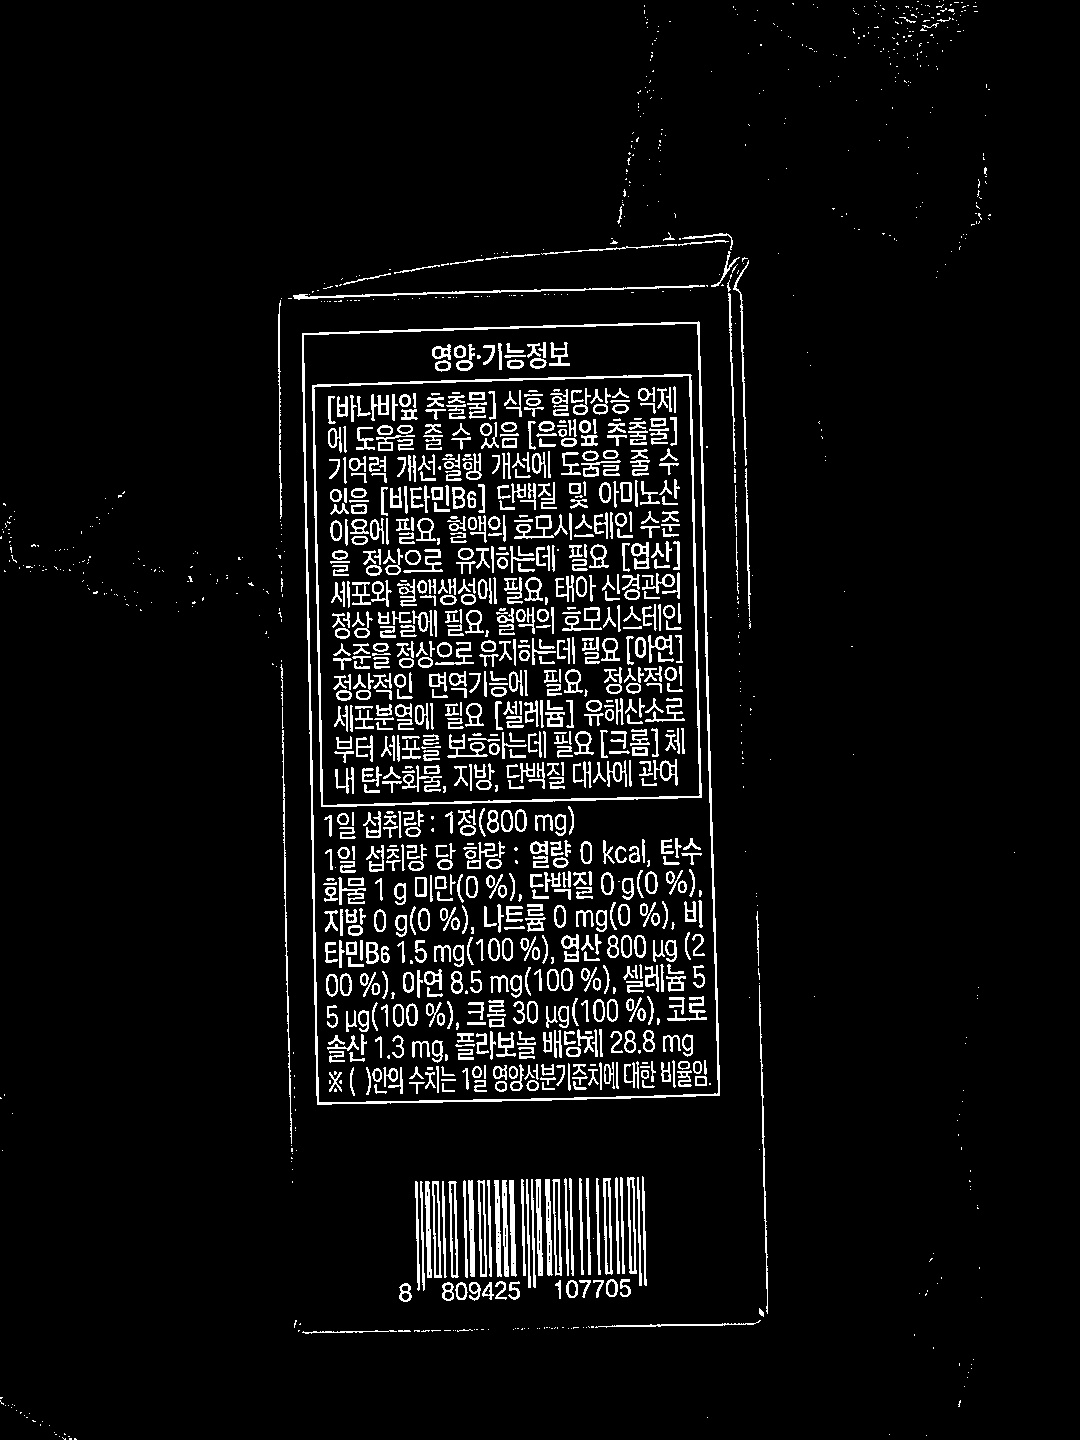 영양·기능정보
[바나바잎 추출물] 식후 혈당상승 억제
에 도움을 줄 수 있음 [은행잎 추출물]
기억력 개선·혈행 개선에 도움을 줄 수
있음 [비타민B6] 단백질 및 아미노산
이용에 필요, 혈액의 호모시스테인 수준
을 정상으로 유지하는데 필요 [엽산]
세포와 혈액생성에 필요, 태아 신경관의
정상 발달에 필요, 혈액의 호모시스테인
수준을 정상으로 유지하는데 필요 [아연]
정상적인 면역기능에 필요, 정상적인
세포분열에 필요 [셀레늄] 유해산소로
부터 세포를 보호하는데 필요 [크롬] 체
내 탄수화물, 지방, 단백질 대사에 관여
1일 섭취량 : 1정(800 mg)
1일 섭취량 당 함량 : 열량 0 kcal, 탄수
화물 1 g 미만(0 %), 단백질 0 g(0 %),
지방 0 g(0 %), 나트륨 0 mg(0 %), 비
타민B6 1.5 mg(100 %), 엽산 800 μg (2
00 %), 아연 8.5 mg(100 %), 셀레늄 5
5 μg(100 %), 크롬 30 μg(100 %), 코로
솔산 1.3 mg, 플라보놀 배당체 28.8 mg
※ ( )안의 수치는 1일 영양성분기준치에 대한 비율임.
8 809425 107705